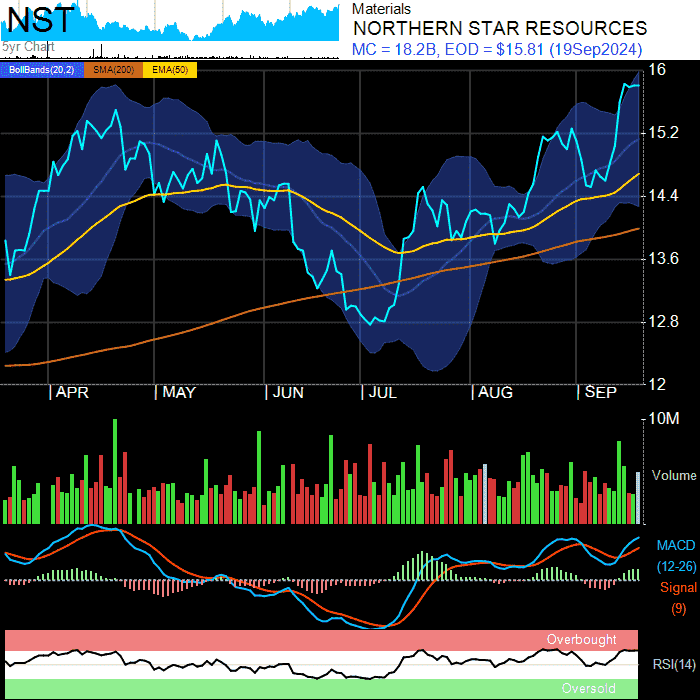 NST
5yr Chart
Materials
NORTHERN STAR RESOURCES
MC = 18.2B, EOD = $15.81 (19Sep2024)
BollBands(20,2) SMA(200) EMA(50)
16
15.2
14.4
13.6
12.8
12
APR MAY JUN JUL AUG SEP
10M
Volume
MACD
(12-26)
Signal
(9)
Overbought
RSI(14)
Oversold